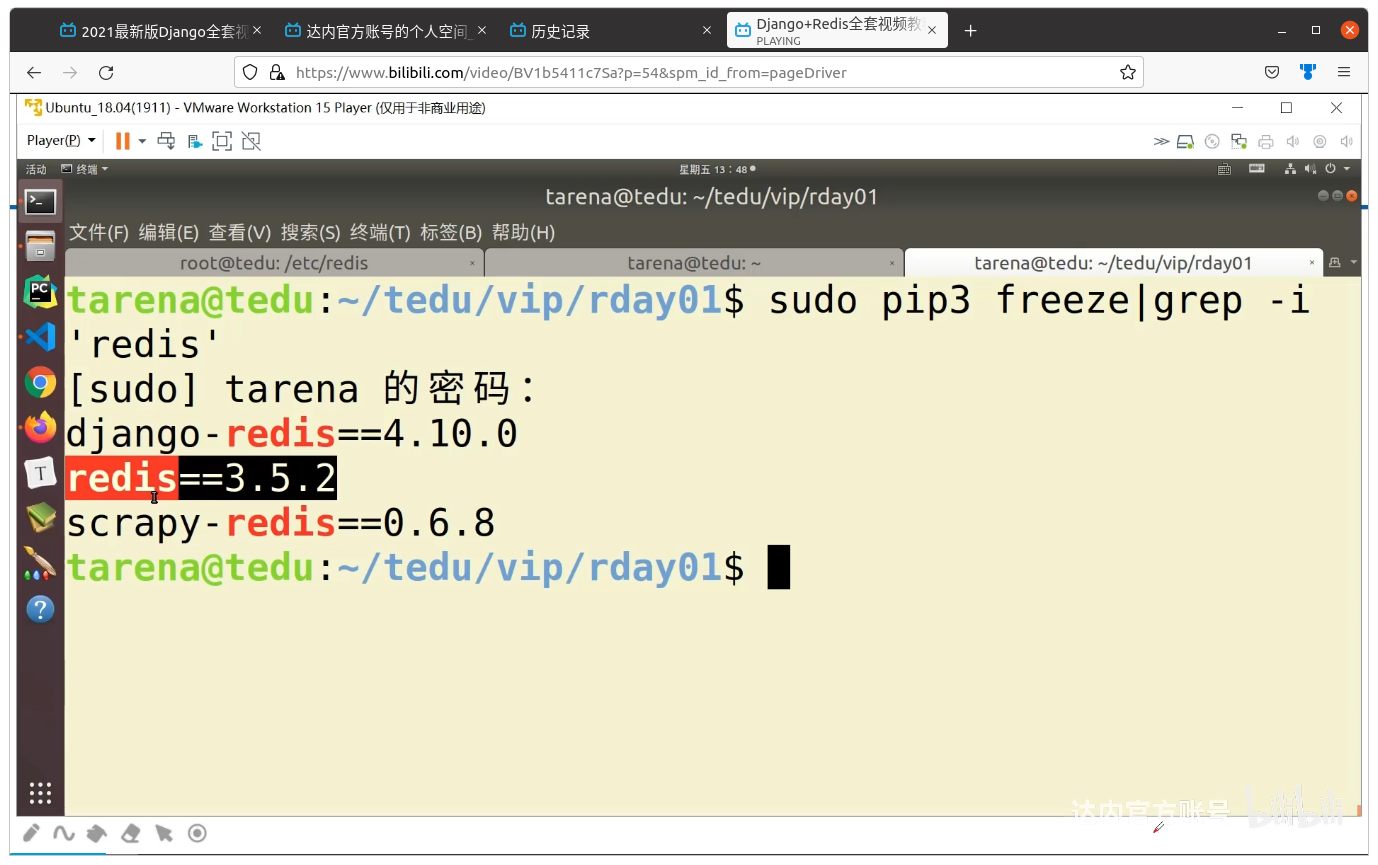 2021最新版Django全套视
达内官方账号的个人空间_
历史记录
Django+Redis全套视频教
PLAYING
https://www.bilibili.com/video/BV1b5411c7Sa?p=54&spm_id_from=pageDriver
Ubuntu_18.04(1911) - VMware Workstation 15 Player (仅用于非商业用途)
Player(P)
活动 终端 星期五 13：48
tarena@tedu: ~/tedu/vip/rday01
文件(F) 编辑(E) 查看(V) 搜索(S) 终端(T) 标签(B) 帮助(H)
root@tedu: /etc/redis
tarena@tedu: ~
tarena@tedu: ~/tedu/vip/rday01
tarena@tedu:~/tedu/vip/rday01$ sudo pip3 freeze|grep -i
'redis'
[sudo] tarena 的密码：
django-redis==4.10.0
redis==3.5.2
scrapy-redis==0.6.8
tarena@tedu:~/tedu/vip/rday01$
PC
T
?
达内官方账号 bilibili